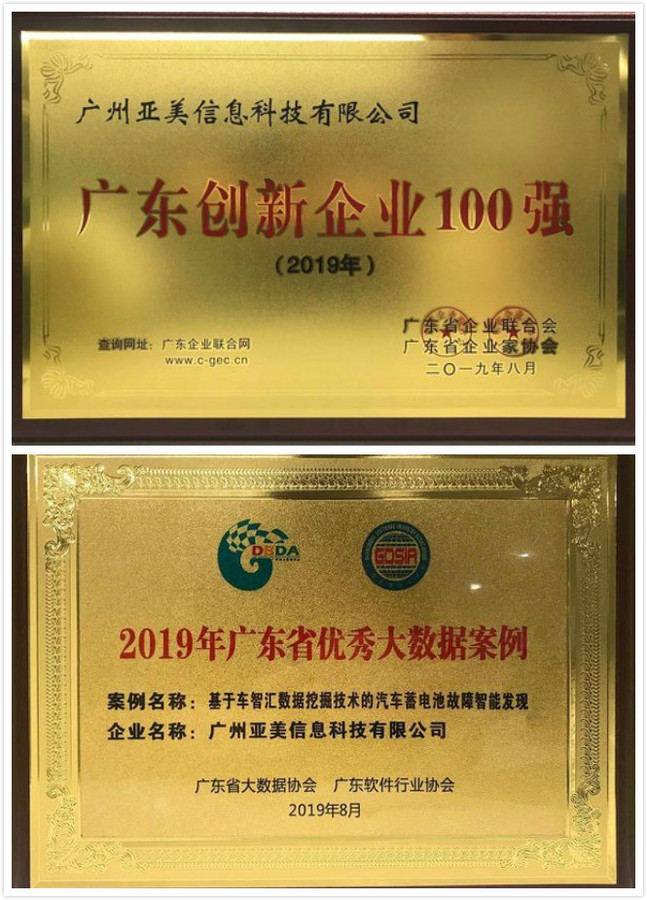 广州亚美信息科技有限公司
广东创新企业100强
（2019年）
查询网址：广东企业联合网
www.c-gec.cn
广东省企业联合会
广东省企业家协会
二〇一九年八月
DBDA
GDSIA
2019年广东省优秀大数据案例
案例名称：基于车智汇数据挖掘技术的汽车蓄电池故障智能发现
企业名称：广州亚美信息科技有限公司
广东省大数据协会 广东软件行业协会
2019年8月